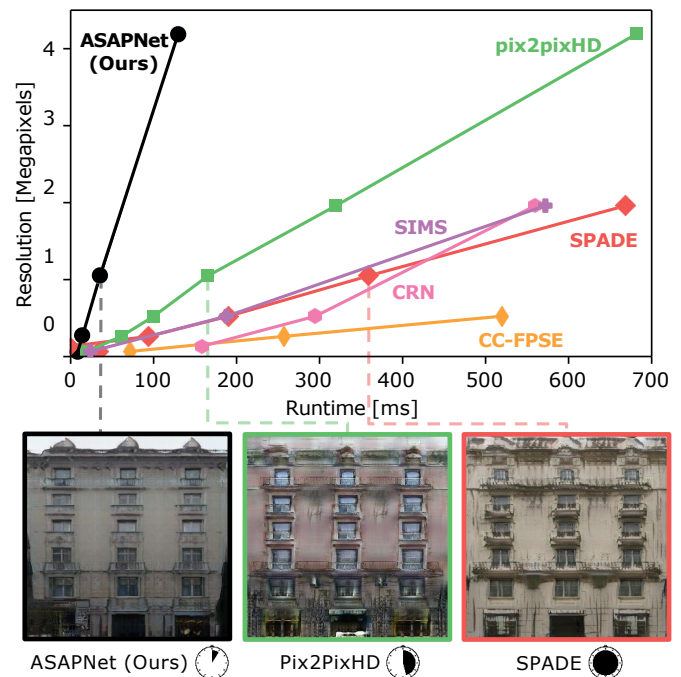 ASAPNet
(Ours)
pix2pixHD
SIMS
SPADE
CRN
CC-FPSE
Resolution [Megapixels]
4
3
2
1
0
0 100 200 300 400 500 600 700
Runtime [ms]
ASAPNet (Ours)
Pix2PixHD
SPADE